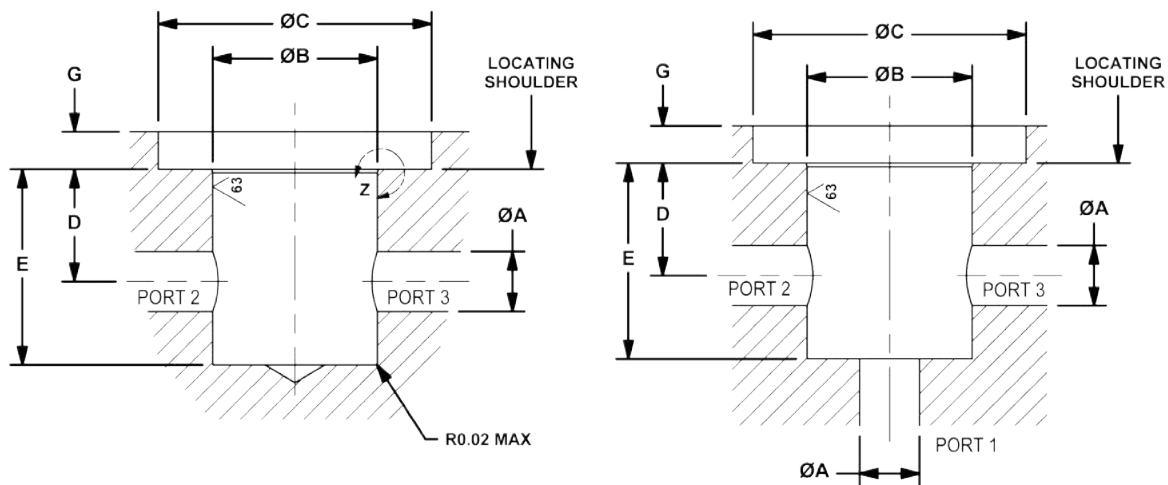 ØC
ØB
G
LOCATING
SHOULDER
63
Z
D
ØA
E
PORT 2
PORT 3
R0.02 MAX
ØC
ØB
G
LOCATING
SHOULDER
63
D
ØA
E
PORT 2
PORT 3
PORT 1
ØA